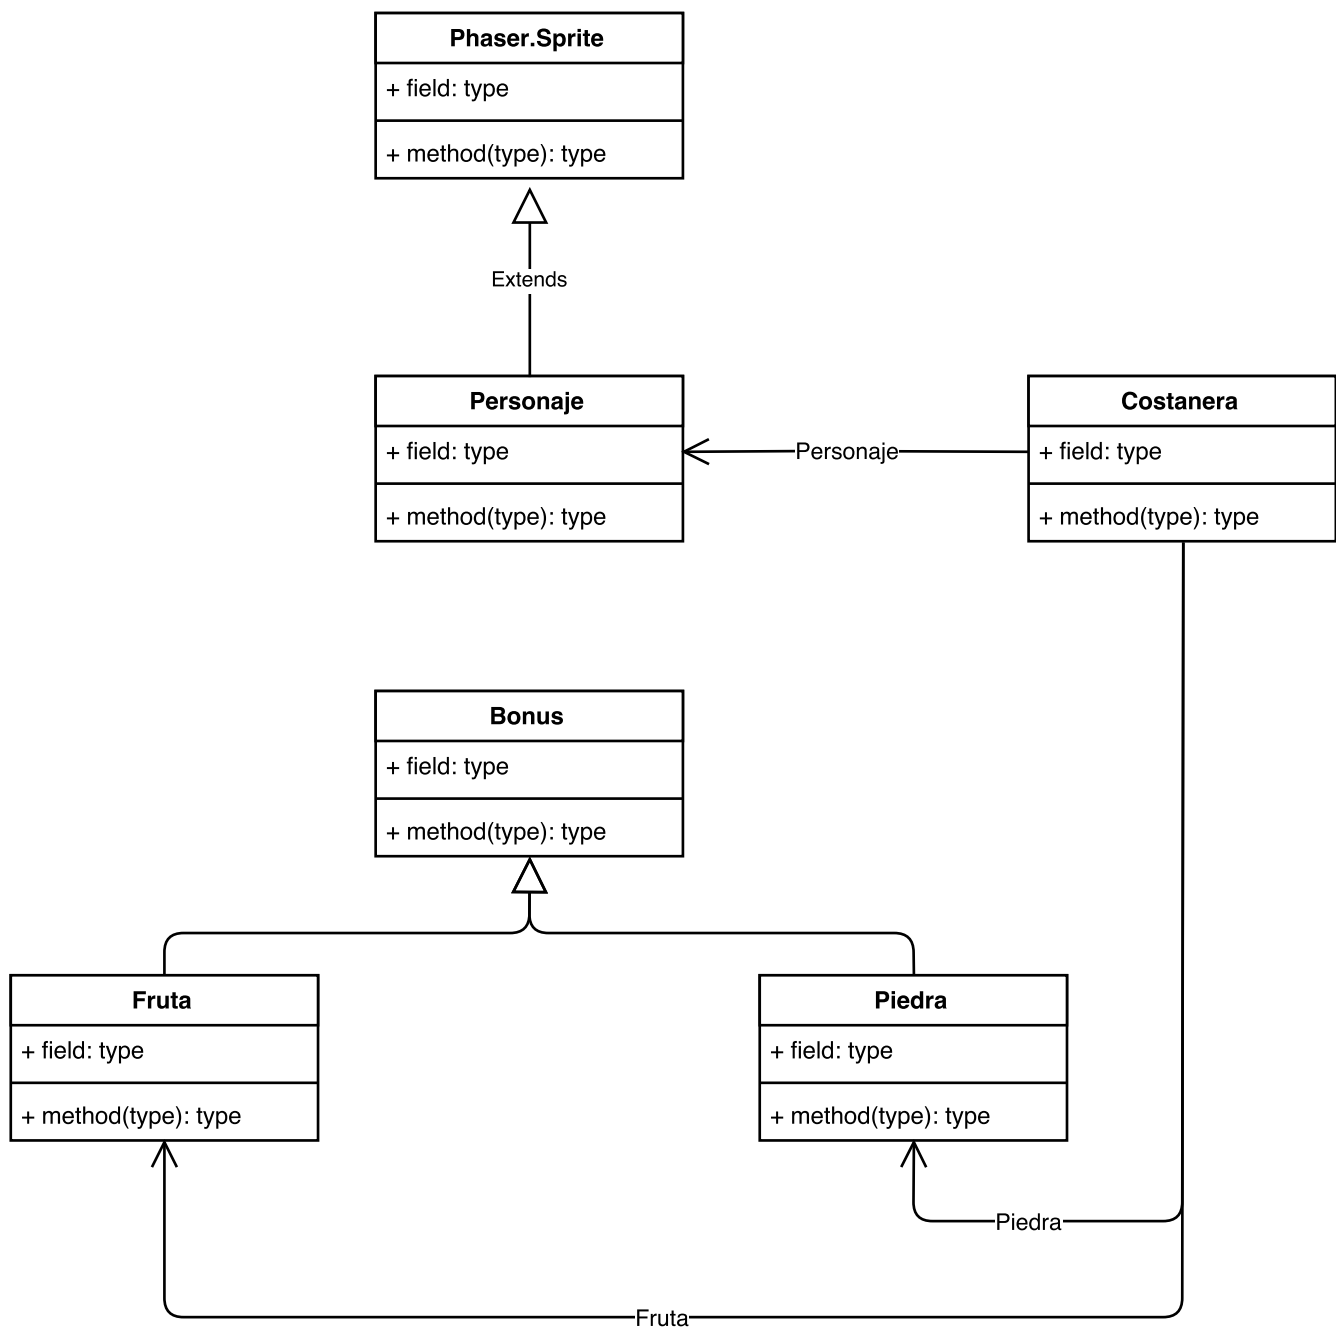 Phaser.Sprite
+ field: type
+ method(type): type
Extends
Personaje
+ field: type
+ method(type): type
Personaje
Costanera
+ field: type
+ method(type): type
Bonus
+ field: type
+ method(type): type
Fruta
+ field: type
+ method(type): type
Piedra
+ field: type
+ method(type): type
Piedra
Fruta